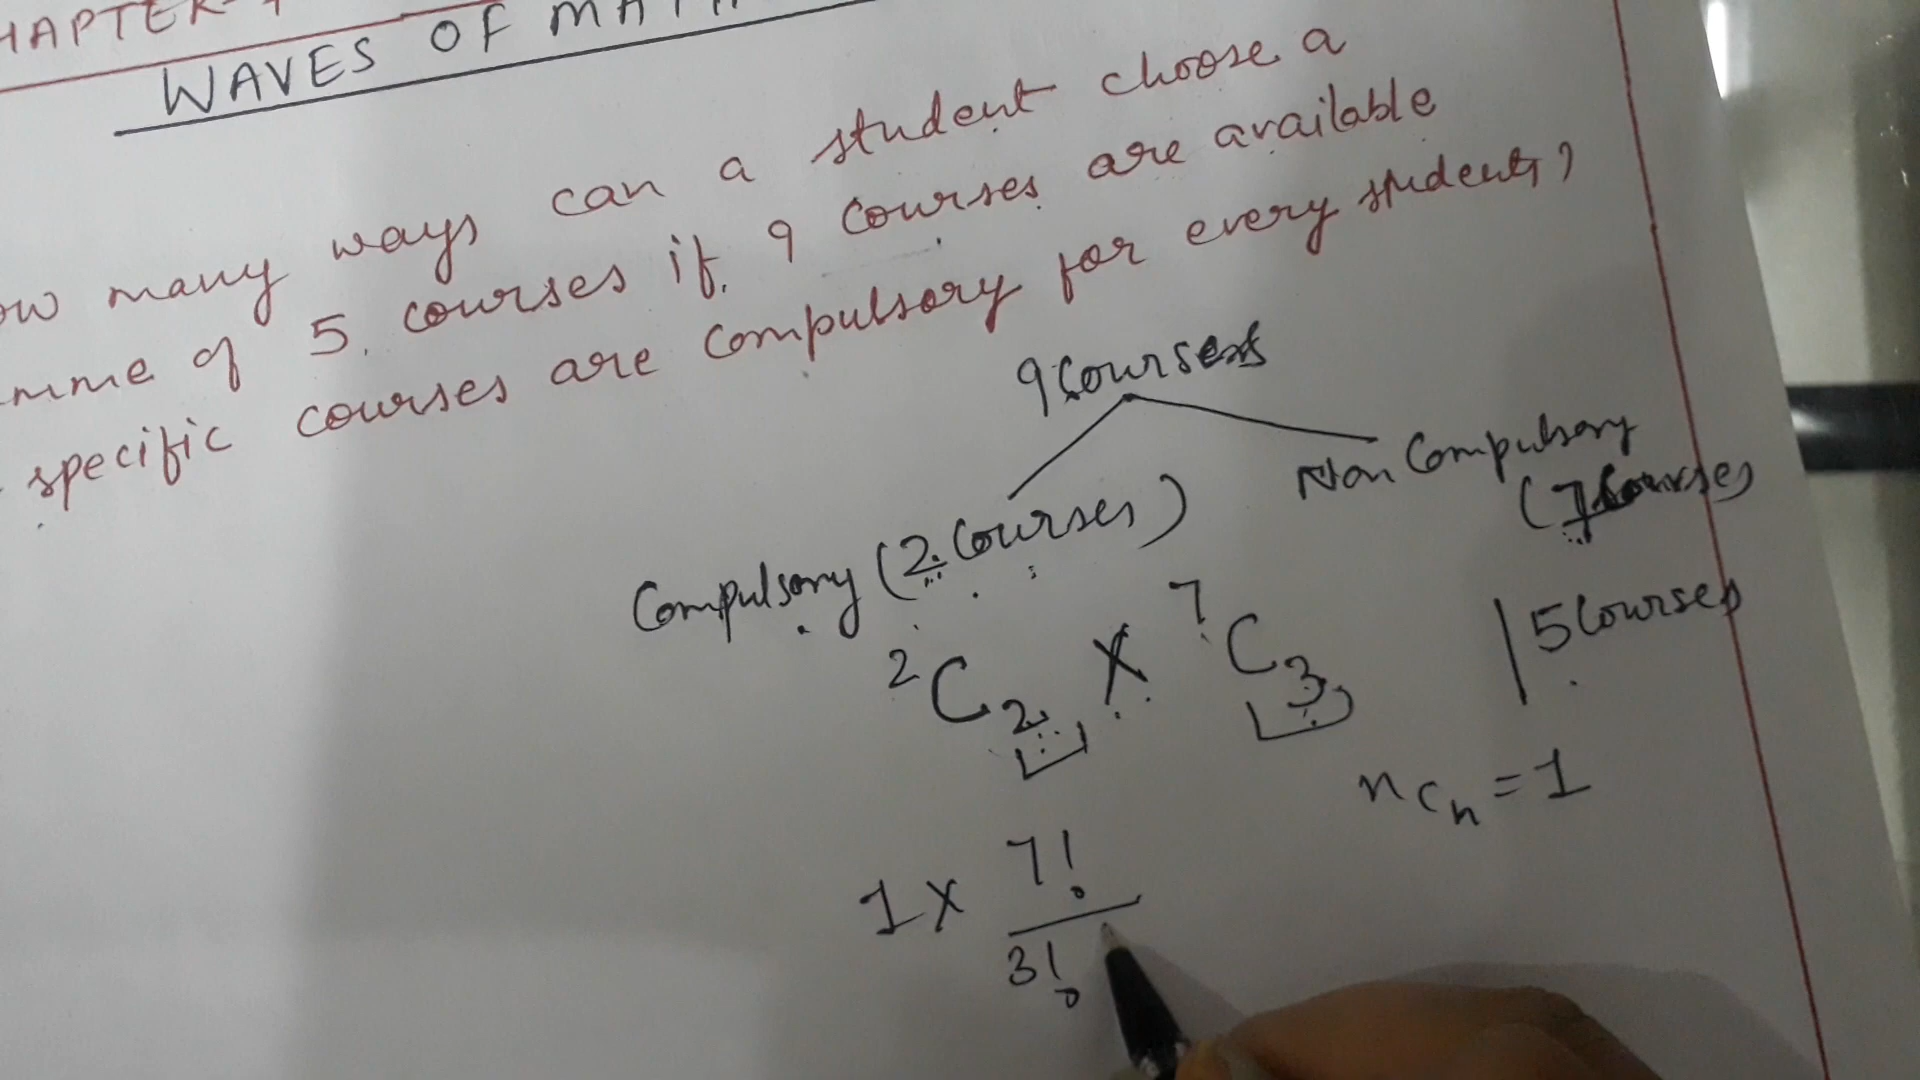 HAPTER
WAVES OF MATH
ow many ways can a student choose a
mme of 5 courses if 9 courses are available
specific courses are compulsory for every students?
9 Courses
Compulsory (2 Courses)
Non Compulsory
(7 Courses
²C₂ X ⁷C₃
5 Courses
nCn = 1
1 x 7!
3!